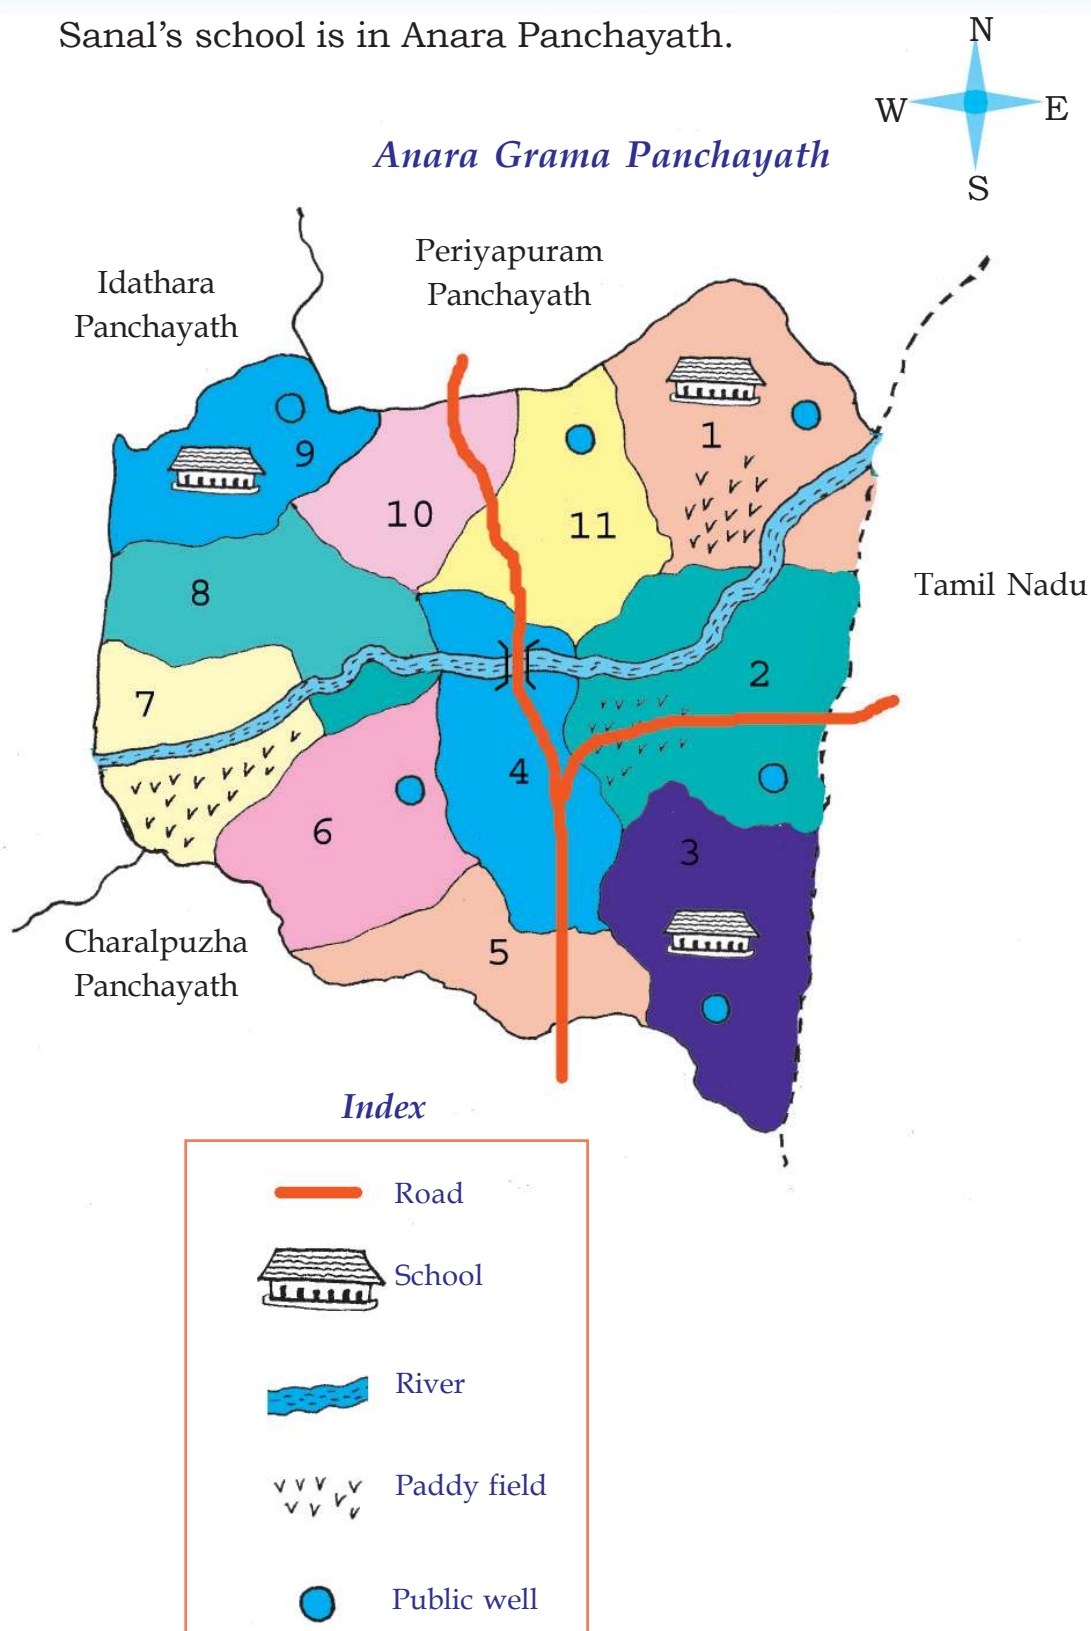 Sanal's school is in Anara Panchayath.
N
W E
S
Anara Grama Panchayath
Periyapuram
Panchayath
Idathara
Panchayath
1
9
10
11
8
Tamil Nadu
2
7
4
6
3
Charalpuzha
Panchayath
5
Index
Road
School
River
Paddy field
Public well